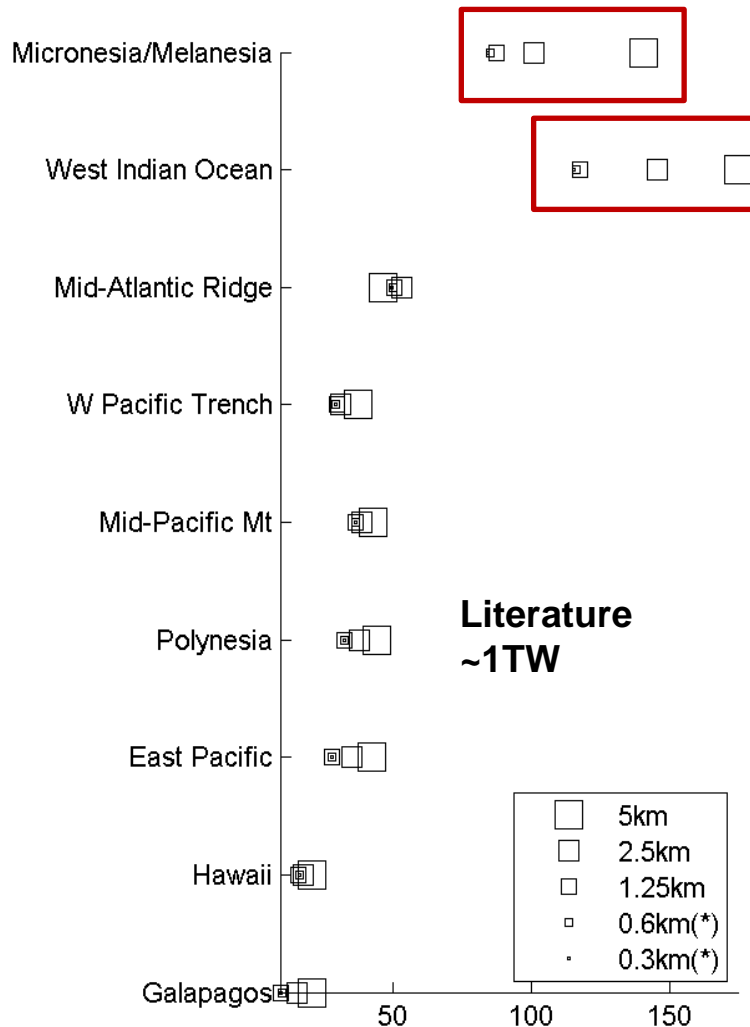 Micronesia/Melanesia
West Indian Ocean
Mid-Atlantic Ridge
W Pacific Trench
Mid-Pacific Mt
Polynesia
Literature
~1TW
East Pacific
Hawaii
Galapagos
5km
2.5km
1.25km
0.6km(*)
0.3km(*)
50 100 150